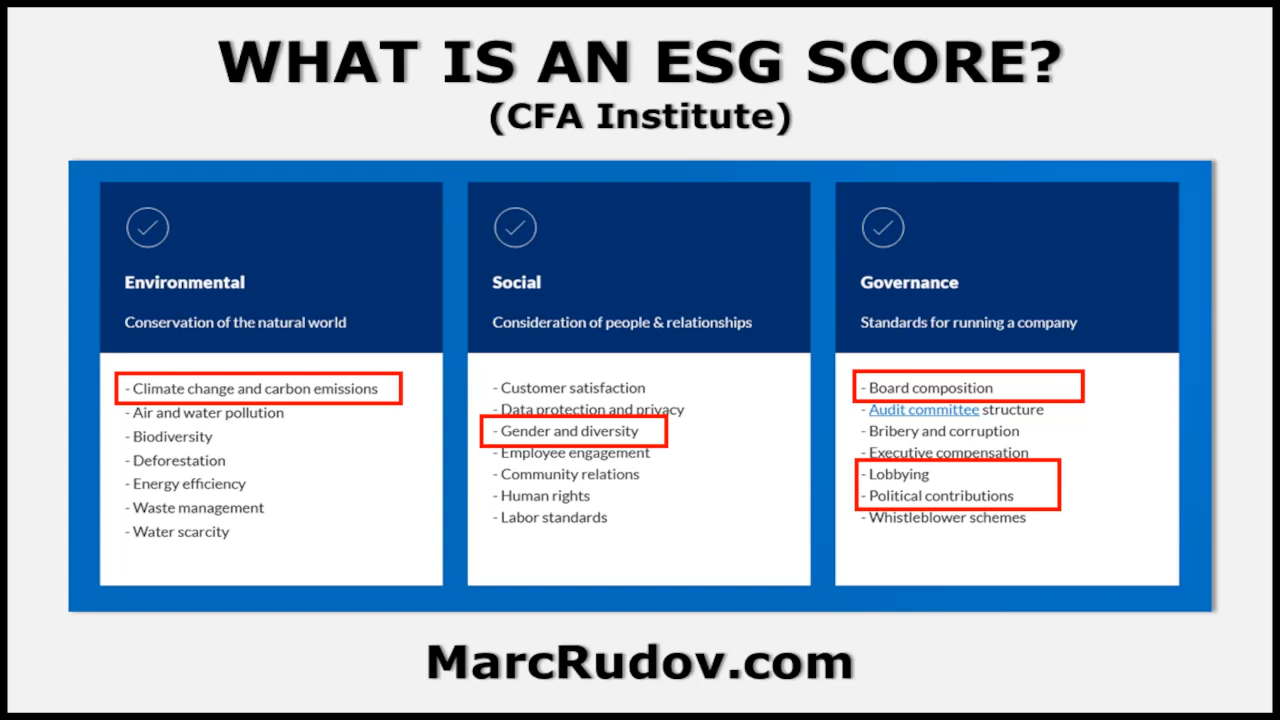 WHAT IS AN ESG SCORE?
(CFA Institute)
Environmental
Conservation of the natural world
- Climate change and carbon emissions
- Air and water pollution
- Biodiversity
- Deforestation
- Energy efficiency
- Waste management
- Water scarcity
Social
Consideration of people & relationships
- Customer satisfaction
- Data protection and privacy
- Gender and diversity
- Employee engagement
- Community relations
- Human rights
- Labor standards
Governance
Standards for running a company
- Board composition
- Audit committee structure
- Bribery and corruption
- Executive compensation
- Lobbying
- Political contributions
- Whistleblower schemes
MarcRudov.com